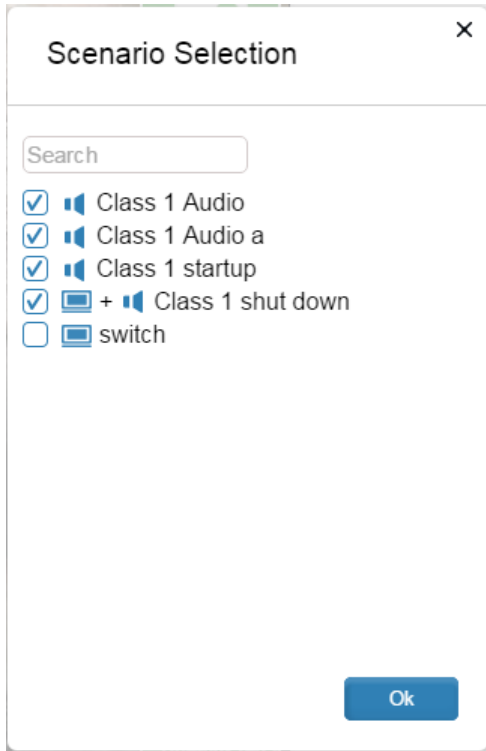 Scenario Selection
Search
Class 1 Audio
Class 1 Audio a
Class 1 startup
+ Class 1 shut down
switch
Ok